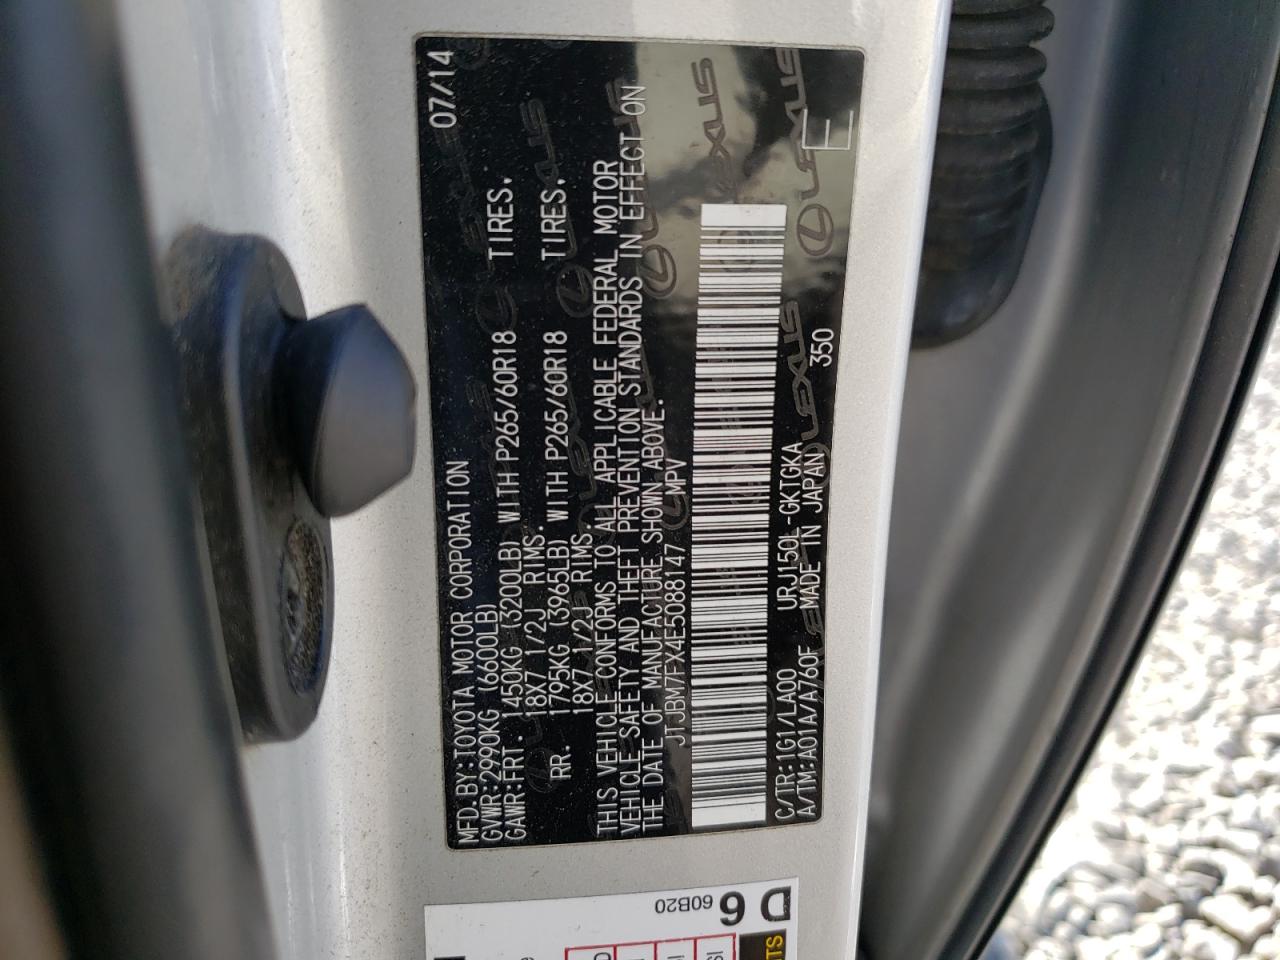 07/14
MFD.BY:TOYOTA MOTOR CORPORATION
GVWR:2990KG (6600LB)
GAWR:FRT. 1450KG (3200LB) WITH P265/60R18 TIRES.
18X7 1/2J RIMS.
RR. 1795KG (3965LB) WITH P265/60R18 TIRES.
18X7 1/2J RIMS.
THIS VEHICLE CONFORMS TO ALL APPLICABLE FEDERAL MOTOR
VEHICLE SAFETY AND THEFT PREVENTION STANDARDS IN EFFECT ON
THE DATE OF MANUFACTURE SHOWN ABOVE.
JTJBM7FX4E5088147 MPV
C/TR:1G1/LA00 URJ150L-GKTGKA 350
A/TM:A01A/A760F MADE IN JAPAN
E
LEXUS
LEXUS
LEXUS
D 6
60B20